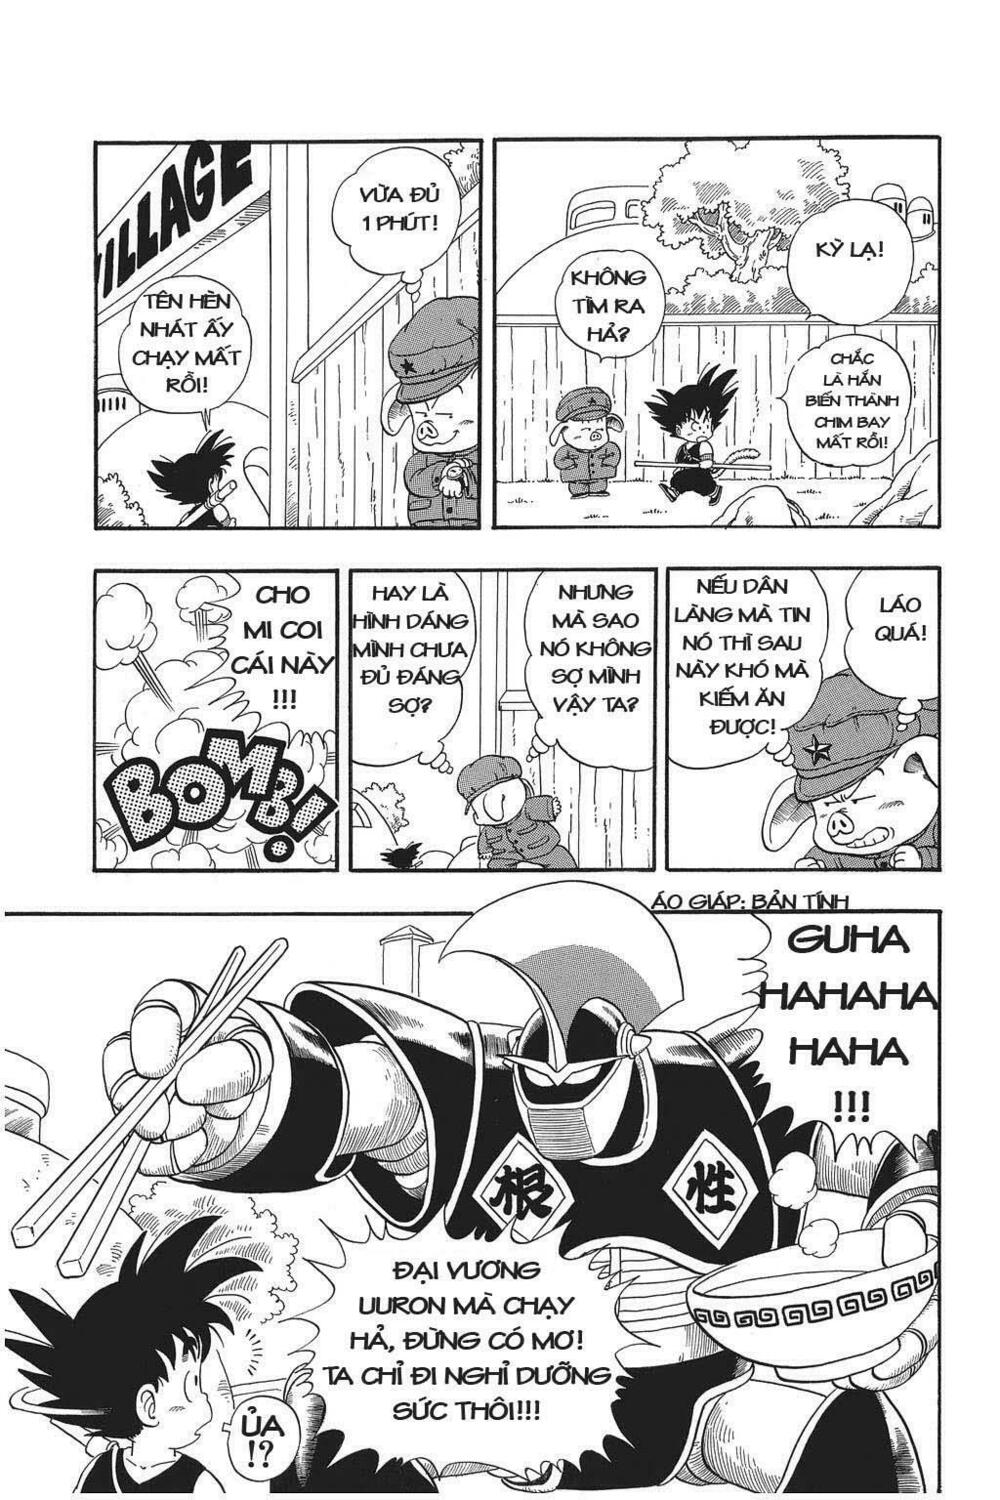 KỲ LẠ!
KHÔNG
TÌM RA
HẢ?
CHẮC
LÀ HẮN
BIẾN THÀNH
CHIM BAY
MẤT RỒI!
VILLAGE
VỪA ĐỦ
1 PHÚT!
TÊN HÈN
NHÁT ẤY
CHẠY MẤT
RỒI!
LÁO
QUÁ!
NẾU DÂN
LÀNG MÀ TIN
NÓ THÌ SAU
NÀY KHÓ MÀ
KIẾM ĂN
ĐƯỢC!
NHƯNG
MÀ SAO
NÓ KHÔNG
SỢ MÌNH
VẬY TA?
HAY LÀ
HÌNH DÁNG
MÌNH CHƯA
ĐỦ ĐÁNG
SỢ?
CHO
MI COI
CÁI NÀY
!!!
BOMB!
ÁO GIÁP: BẢN TÍNH
GUHA
HAHAHA
HAHA
!!!
根
性
ĐẠI VƯƠNG
UURON MÀ CHẠY
HẢ, ĐỪNG CÓ MƠ!
TA CHỈ ĐI NGHỈ DƯỠNG
SỨC THÔI!!!
ỦA
!?